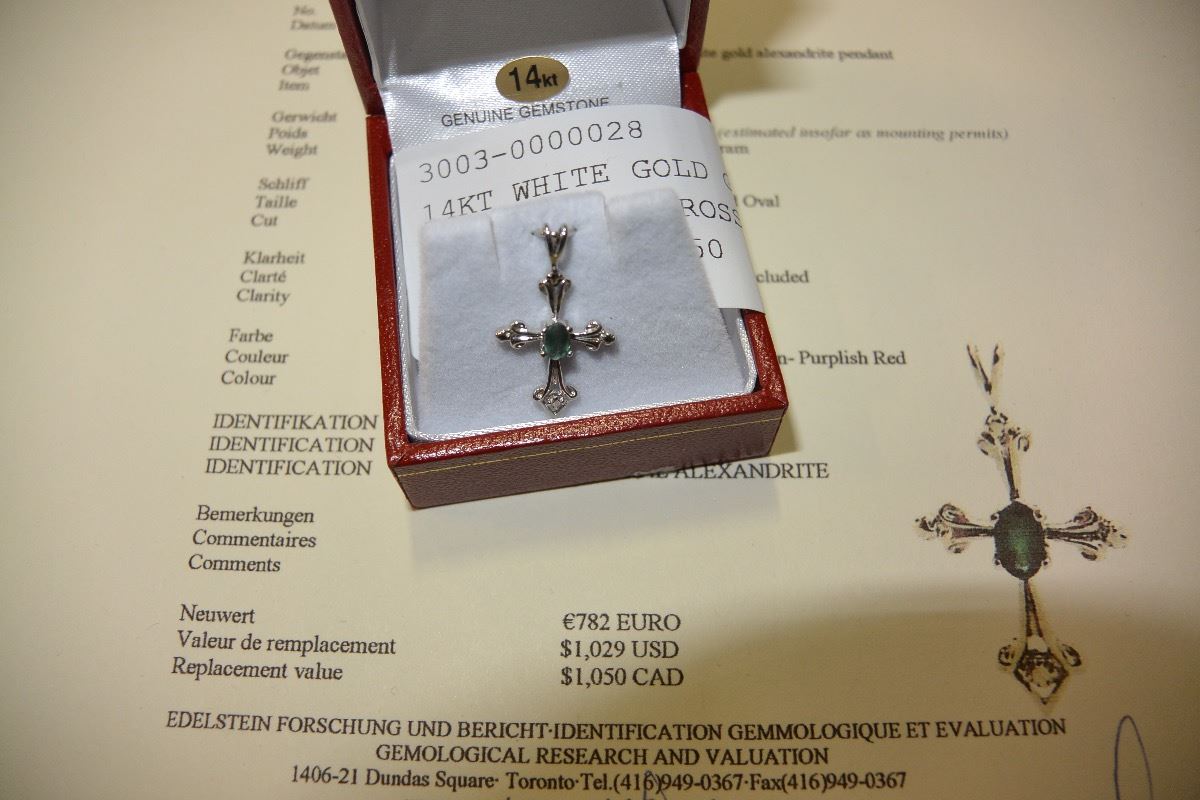 No.
Datum
Gegensta
Objet
Item
te gold alexandrite pendant
Gerwicht
Poids
Weight
(estimated insofar as mounting permits)
ram
Schliff
Taille
Cut
Oval
Klarheit
Clarté
Clarity
cluded
Farbe
Couleur
Colour
n- Purplish Red
IDENTIFIKATION
IDENTIFICATION
IDENTIFICATION
ALEXANDRITE
Bemerkungen
Commentaires
Comments
Neuwert
Valeur de remplacement
Replacement value
€782 EURO
$1,029 USD
$1,050 CAD
EDELSTEIN FORSCHUNG UND BERICHT·IDENTIFICATION GEMMOLOGIQUE ET EVALUATION
GEMOLOGICAL RESEARCH AND VALUATION
1406-21 Dundas Square· Toronto·Tel.(416)949-0367·Fax(416)949-0367
14kt
GENUINE GEMSTONE
3003-0000028
14KT WHITE GOLD
ROSS
50